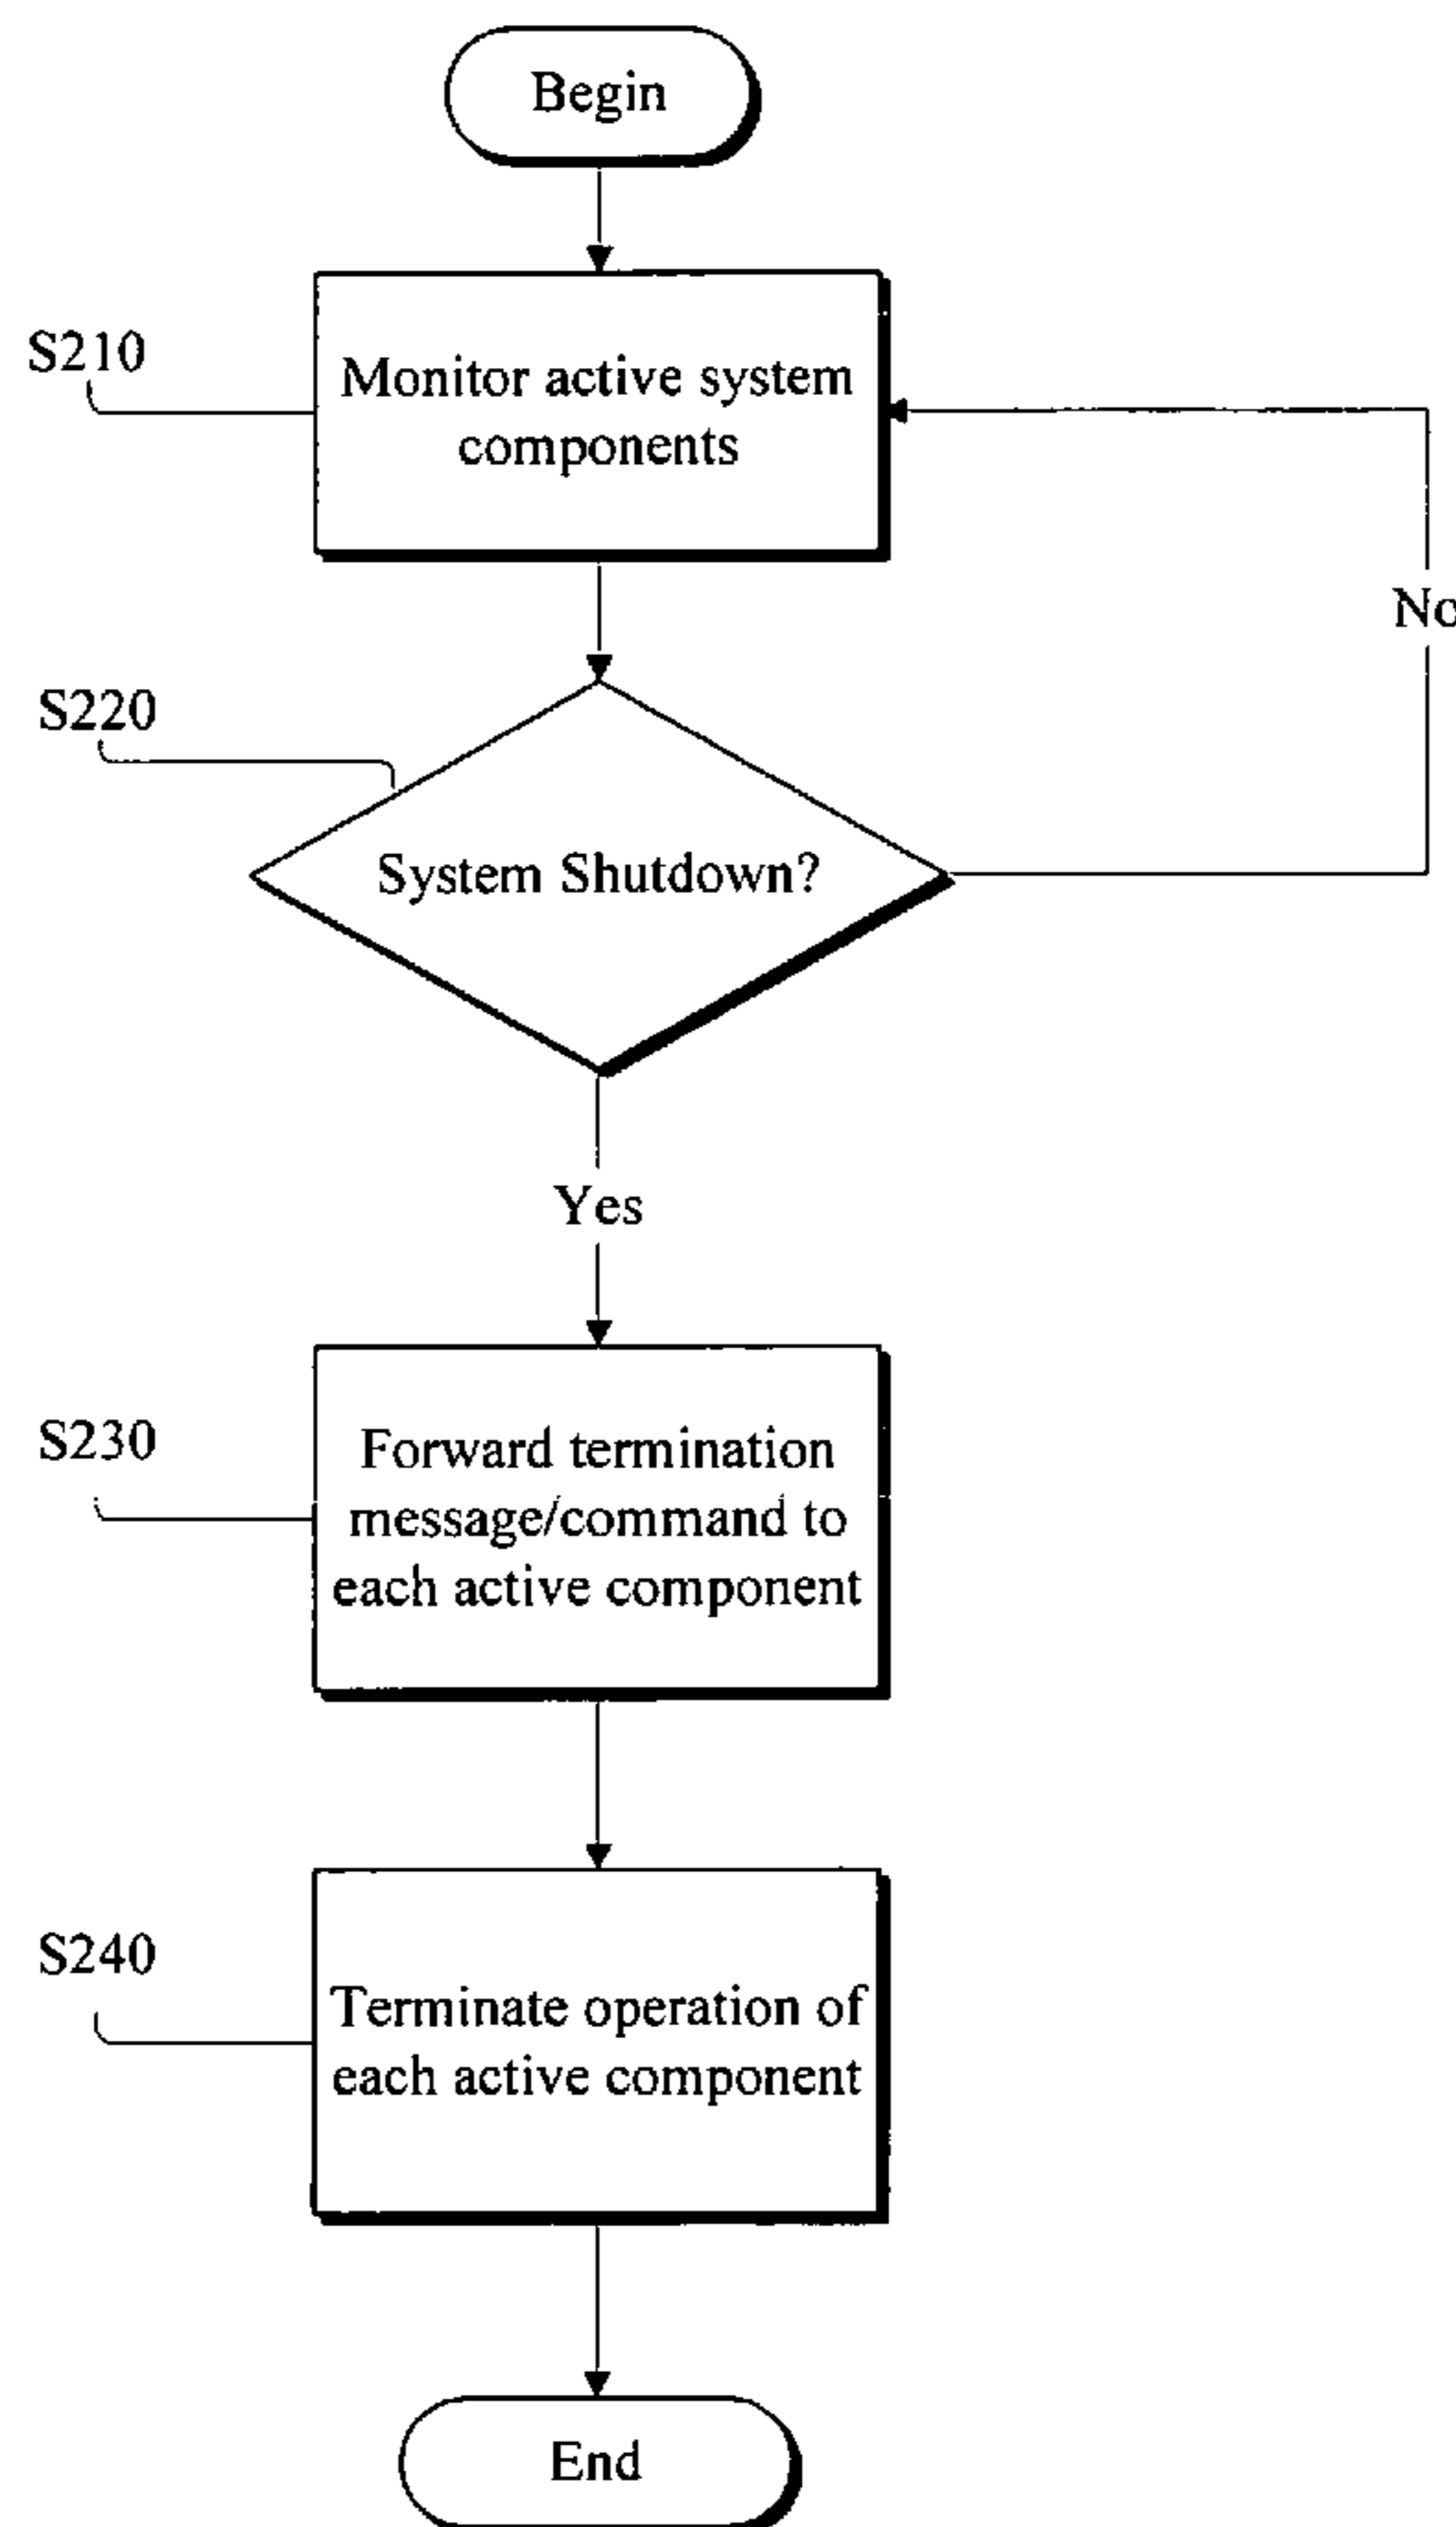 Begin
S210
Monitor active system
components
No
S220
System Shutdown?
Yes
S230
Forward termination
message/command to
each active component
S240
Terminate operation of
each active component
End